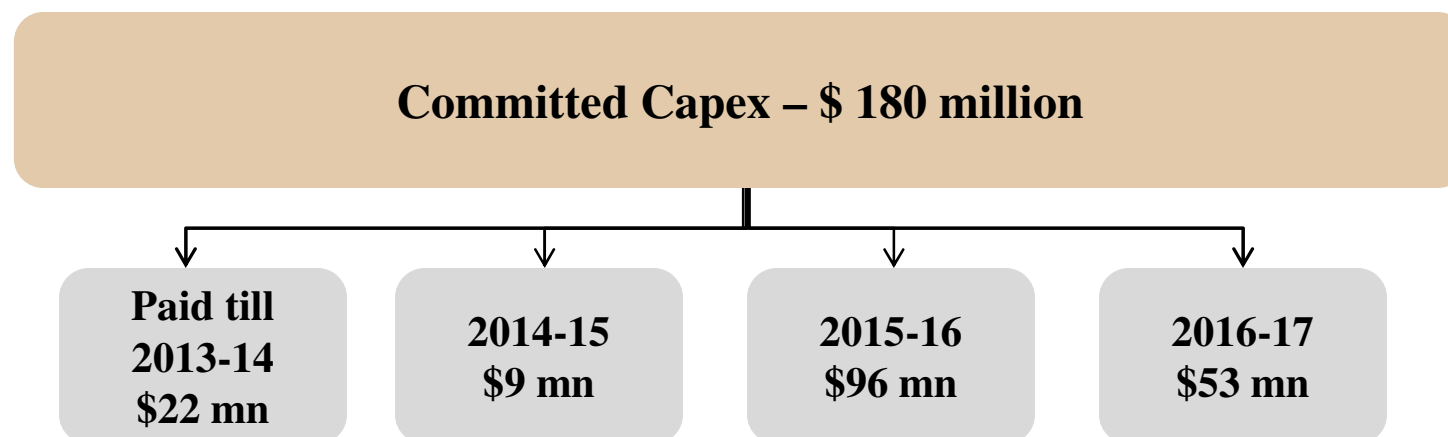 Committed Capex – $ 180 million
Paid till
2013-14
$22 mn
2014-15
$9 mn
2015-16
$96 mn
2016-17
$53 mn